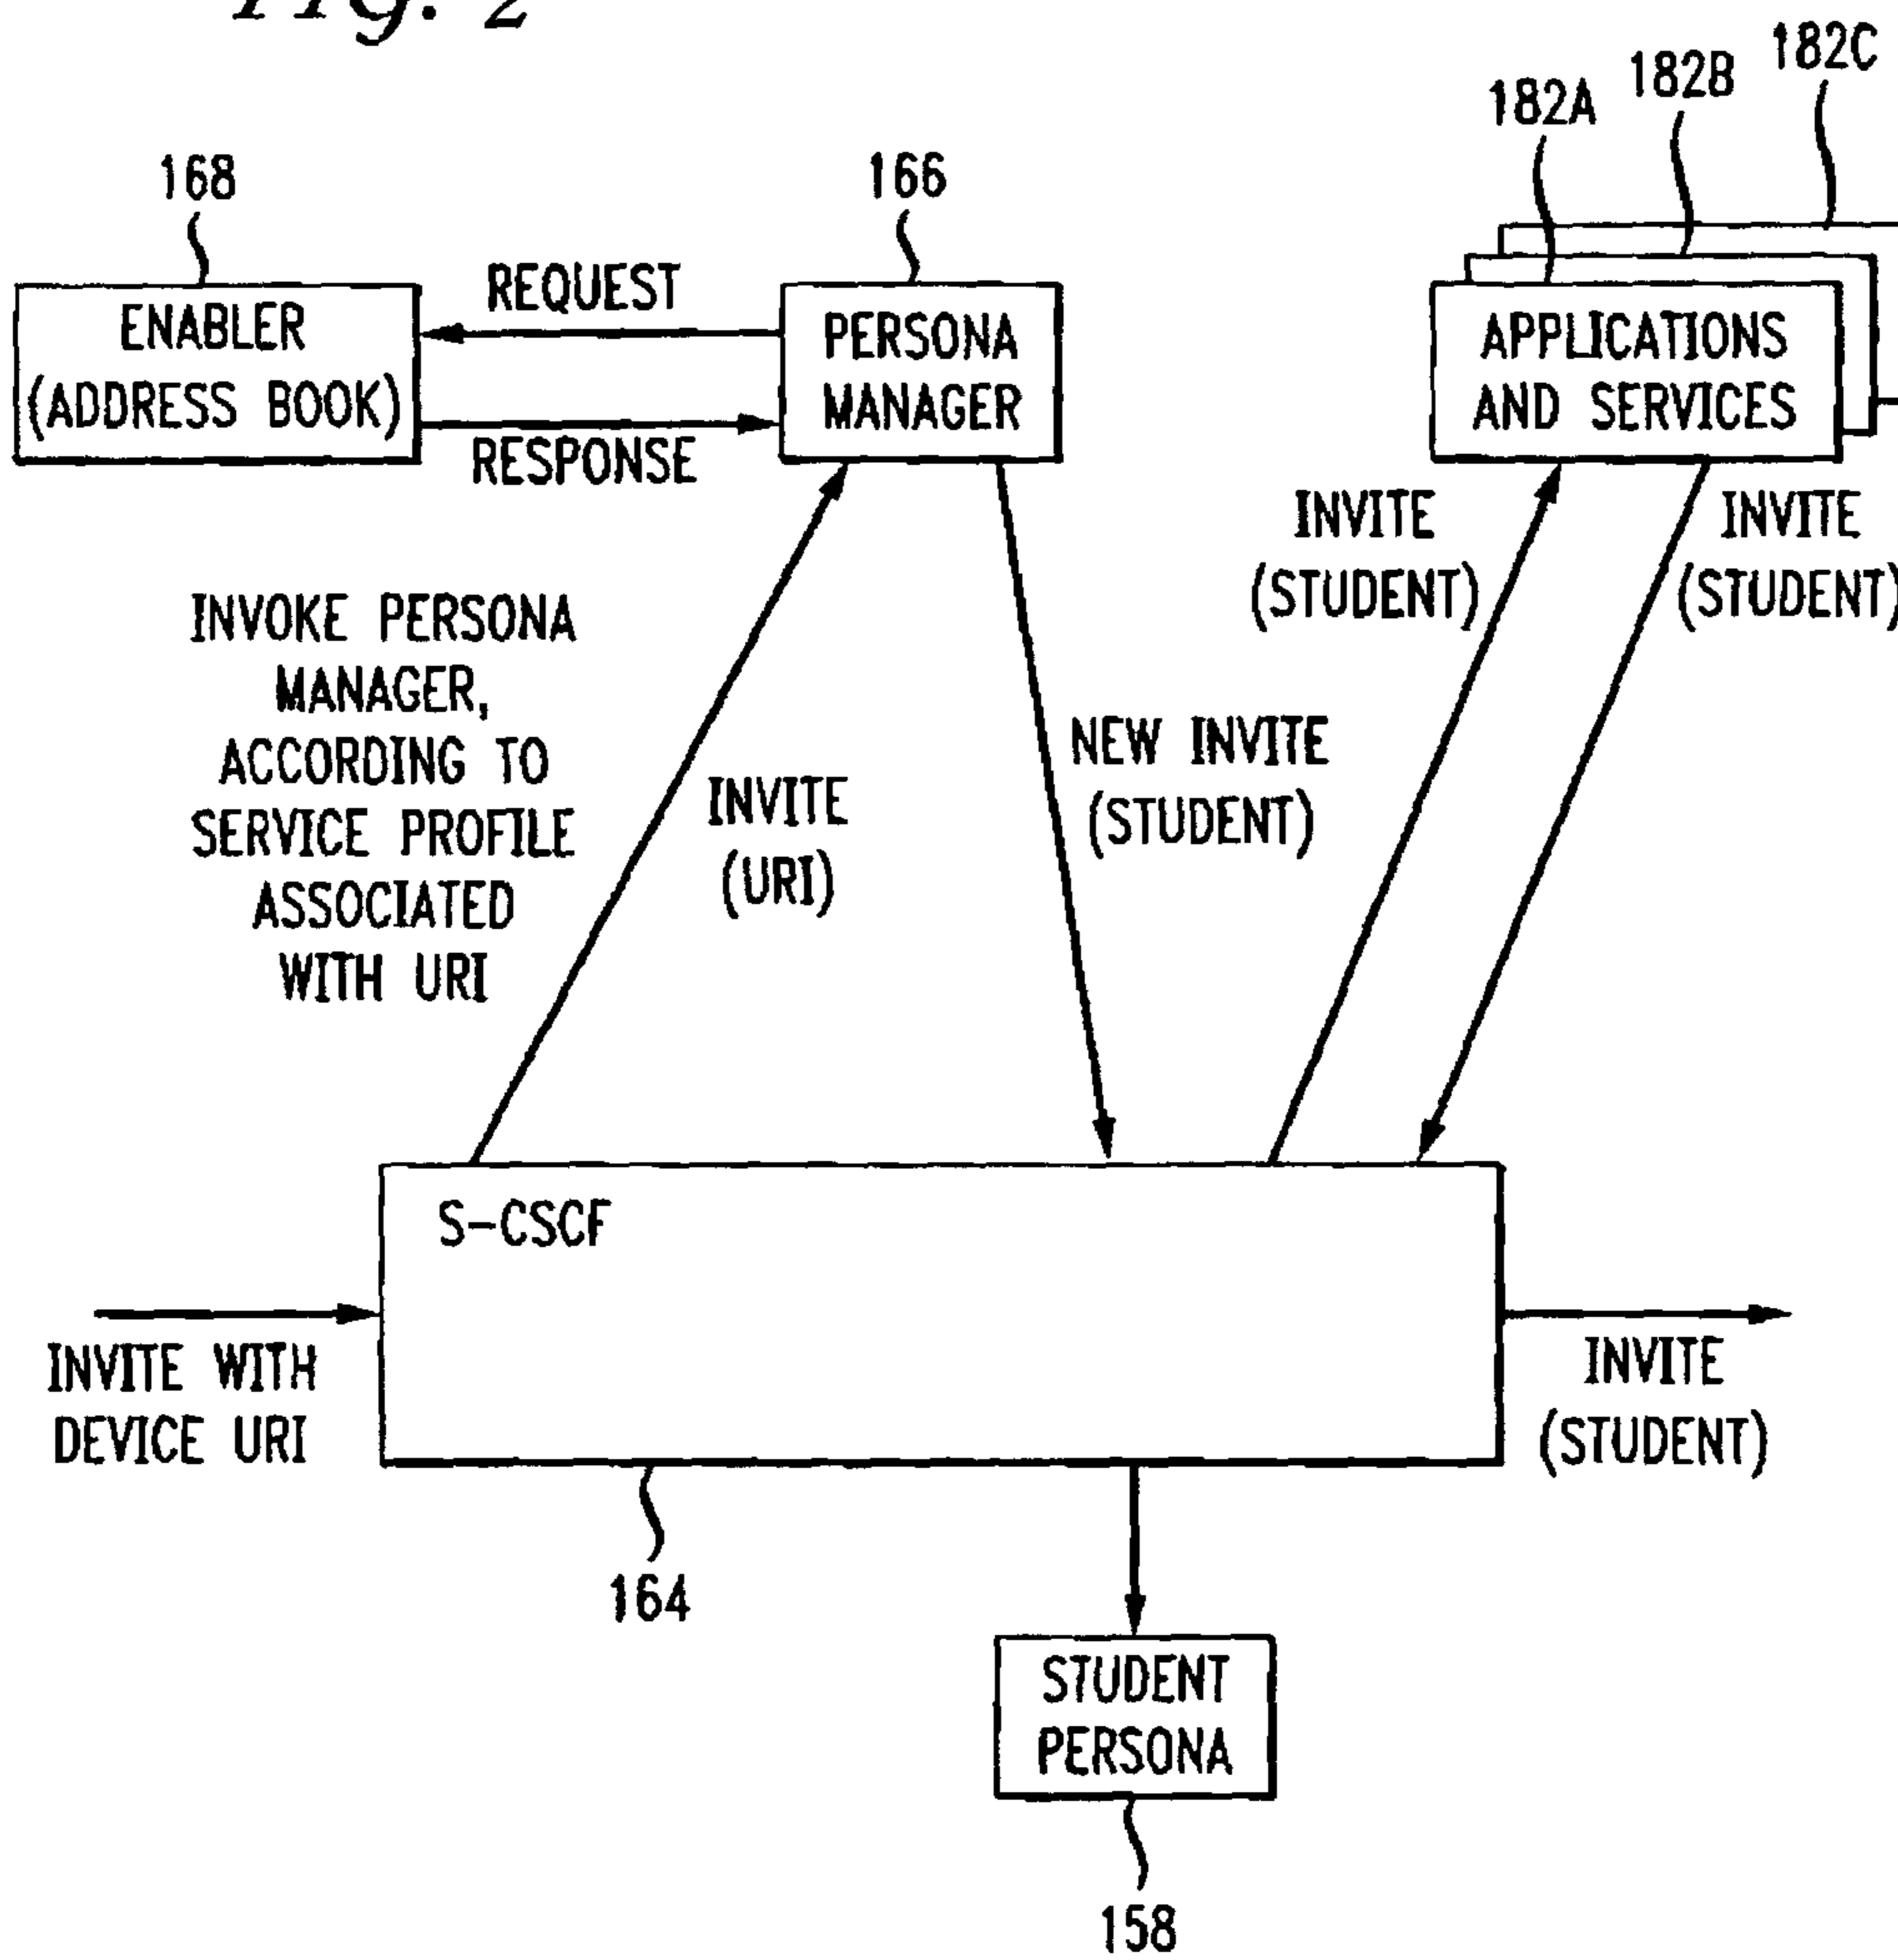 FIG. 2
182A 182B 182C
168
166
ENABLER
(ADDRESS BOOK)
REQUEST
RESPONSE
PERSONA
MANAGER
APPLICATIONS
AND SERVICES
INVITE
(STUDENT)
INVITE
(STUDENT)
INVOKE PERSONA
MANAGER,
ACCORDING TO
SERVICE PROFILE
ASSOCIATED
WITH URI
INVITE
(URI)
NEW INVITE
(STUDENT)
S-CSCF
INVITE WITH
DEVICE URI
INVITE
(STUDENT)
164
STUDENT
PERSONA
158